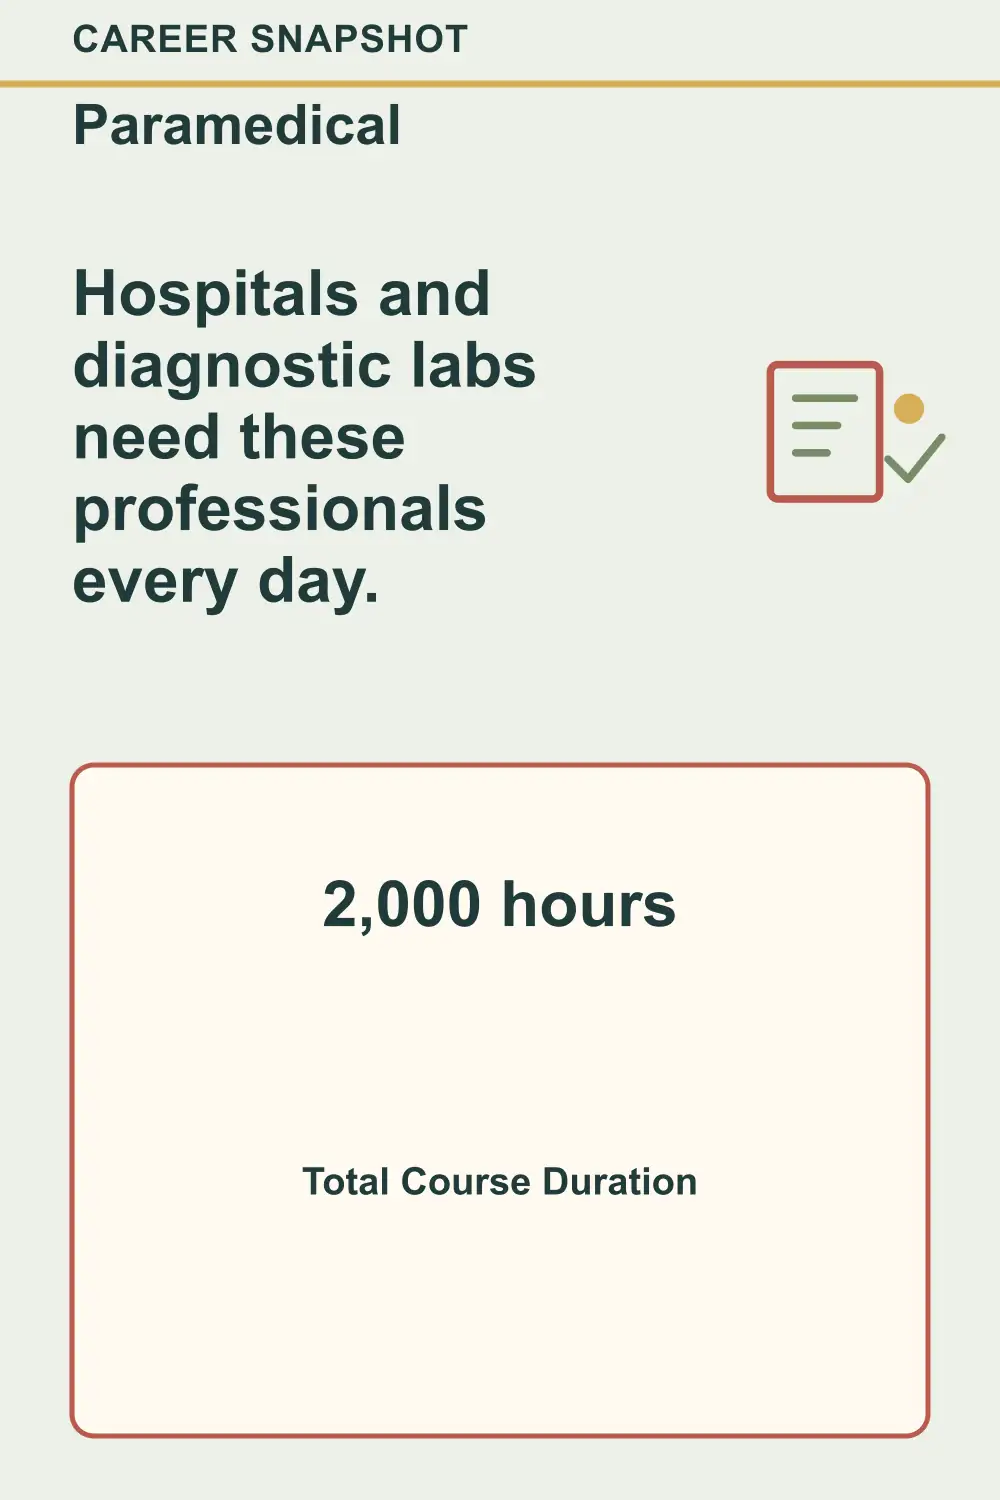 CAREER SNAPSHOT
Paramedical
Hospitals and
diagnostic labs
need these
professionals
every day.
2,000 hours
Total Course Duration